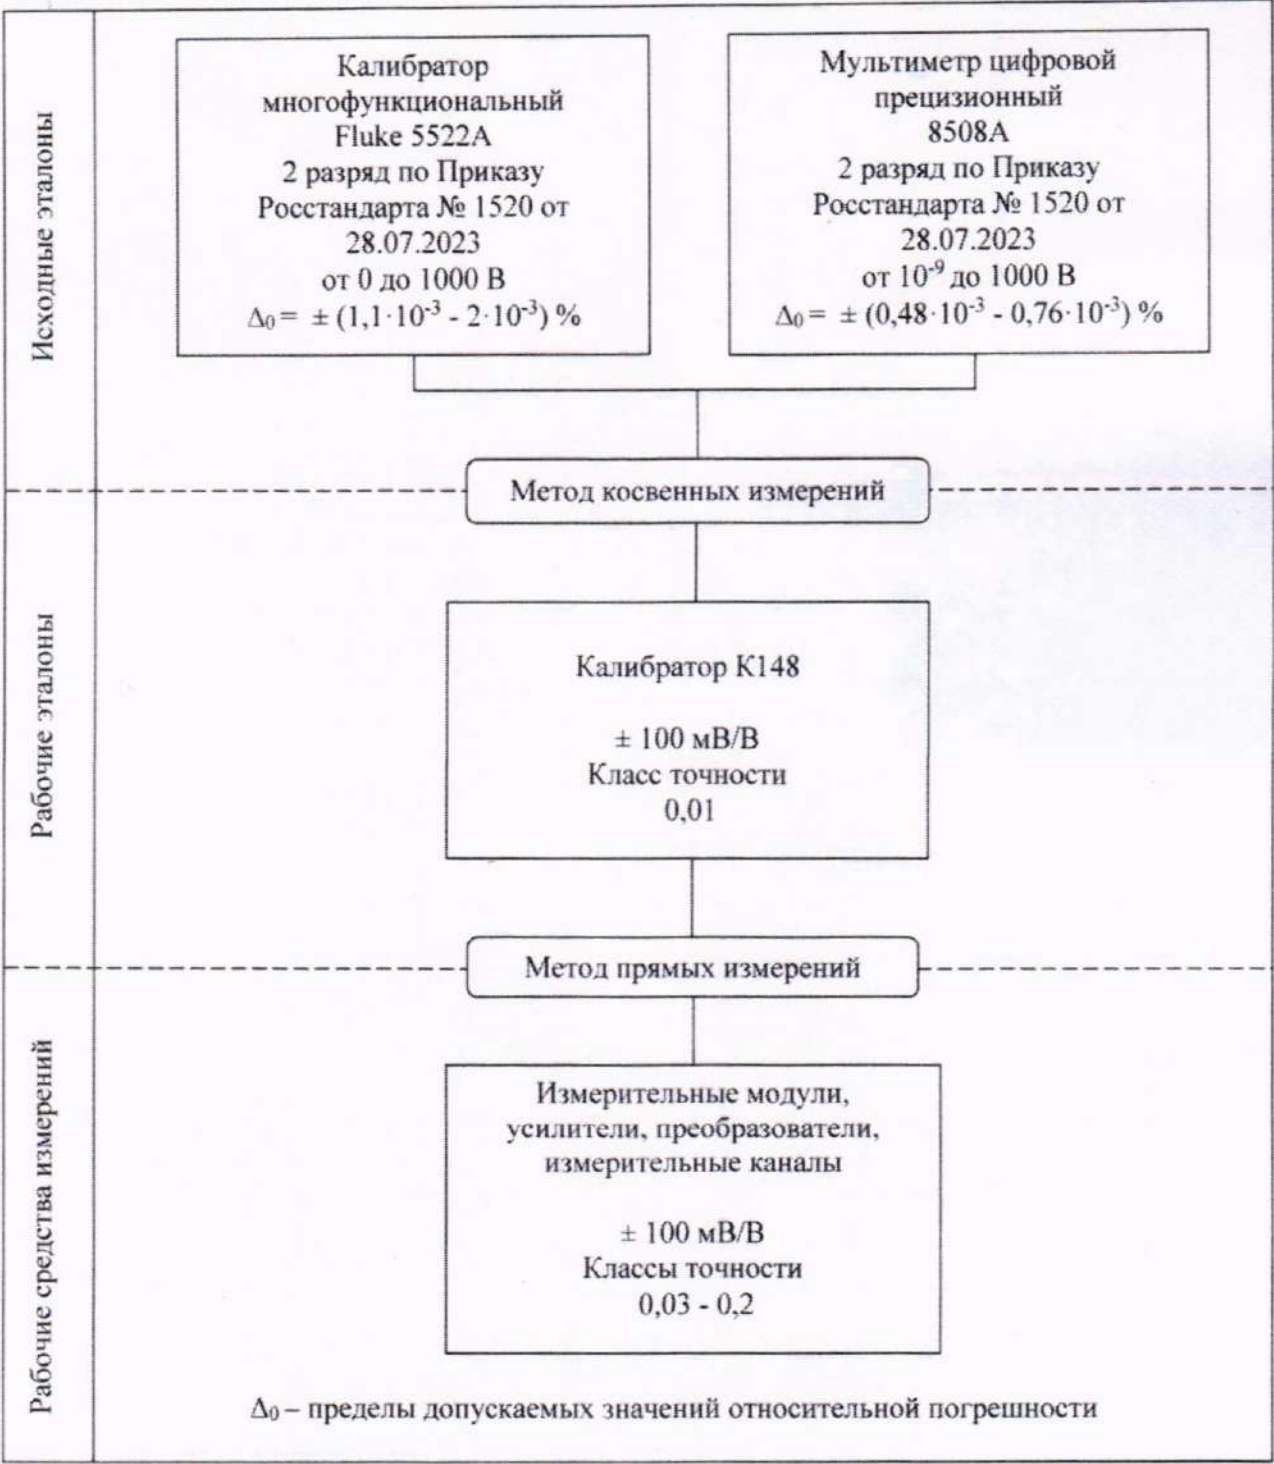 Исходные эталоны
Калибратор
многофункциональный
Fluke 5522A
2 разряд по Приказу
Росстандарта № 1520 от
28.07.2023
от 0 до 1000 В
Δ₀ = ± (1,1·10⁻³ - 2·10⁻³) %
Мультиметр цифровой
прецизионный
8508A
2 разряд по Приказу
Росстандарта № 1520 от
28.07.2023
от 10⁻⁹ до 1000 В
Δ₀ = ± (0,48·10⁻³ - 0,76·10⁻³) %
Метод косвенных измерений
Рабочие эталоны
Калибратор К148
± 100 мВ/В
Класс точности
0,01
Метод прямых измерений
Рабочие средства измерений
Измерительные модули,
усилители, преобразователи,
измерительные каналы
± 100 мВ/В
Классы точности
0,03 - 0,2
Δ₀ – пределы допускаемых значений относительной погрешности